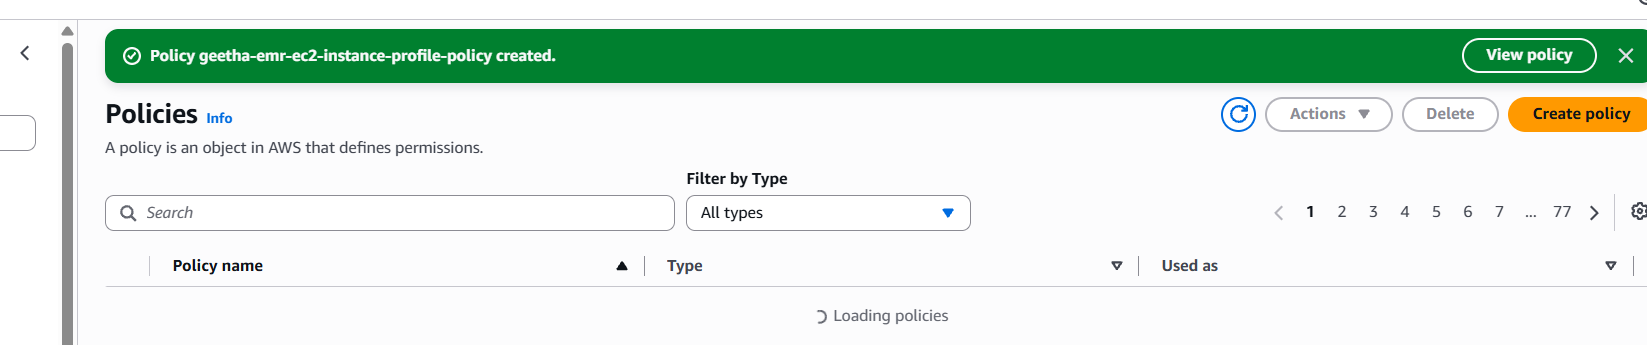 Policy geetha-emr-ec2-instance-profile-policy created.
View policy
Policies Info
Actions
Delete
Create policy
A policy is an object in AWS that defines permissions.
Filter by Type
Search
All types
1 2 3 4 5 6 7 ... 77
Policy name
Type
Used as
Loading policies